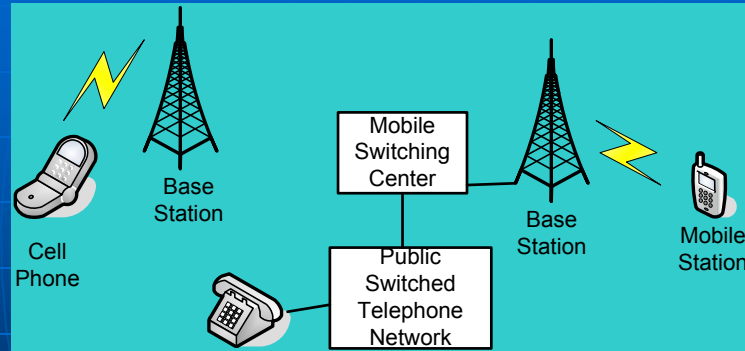 Mobile
Switching
Center
Base
Station
Base
Station
Mobile
Station
Cell
Phone
Public
Switched
Telephone
Network